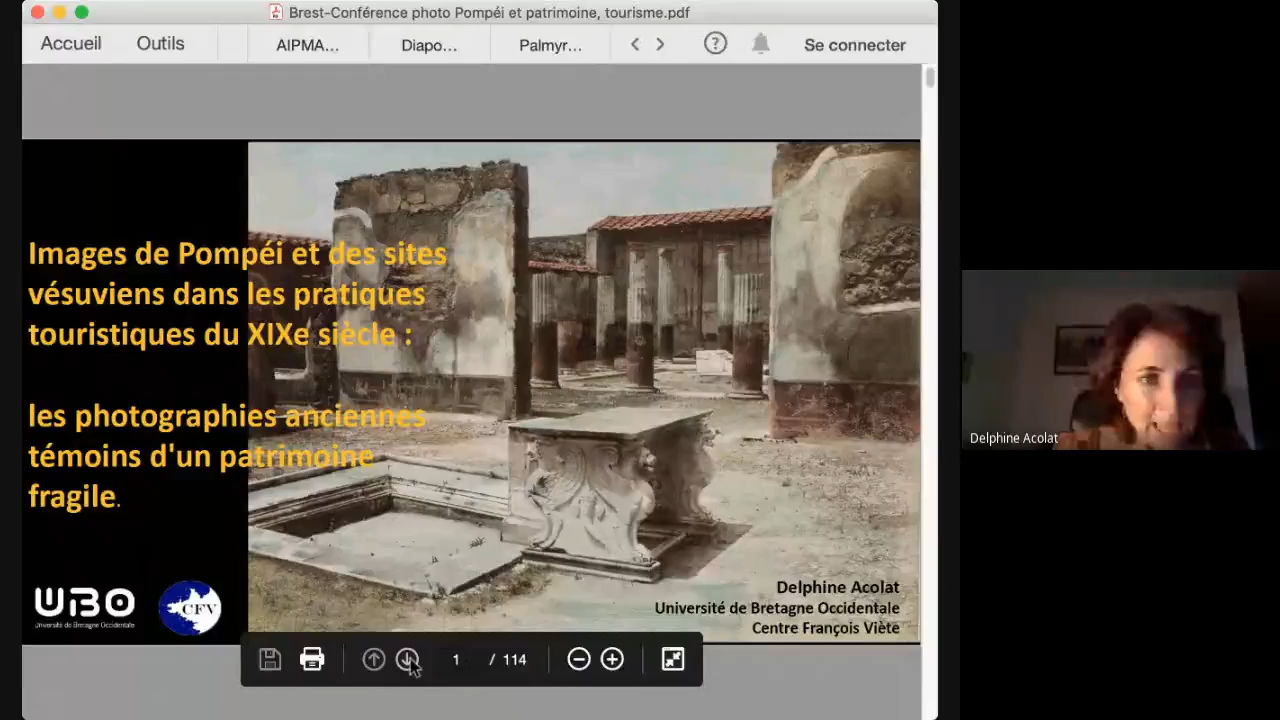 Brest-Conférence photo Pompéi et patrimoine, tourisme.pdf
Accueil
Outils
AIPMA...
Diapo...
Palmyr...
Se connecter
Images de Pompéi et des sites
vésuviens dans les pratiques
touristiques du XIXe siècle :
les photographies anciennes
témoins d'un patrimoine
fragile.
UBO
Université de Bretagne Occidentale
CFV
Delphine Acolat
Université de Bretagne Occidentale
Centre François Viète
1 / 114
Delphine Acolat